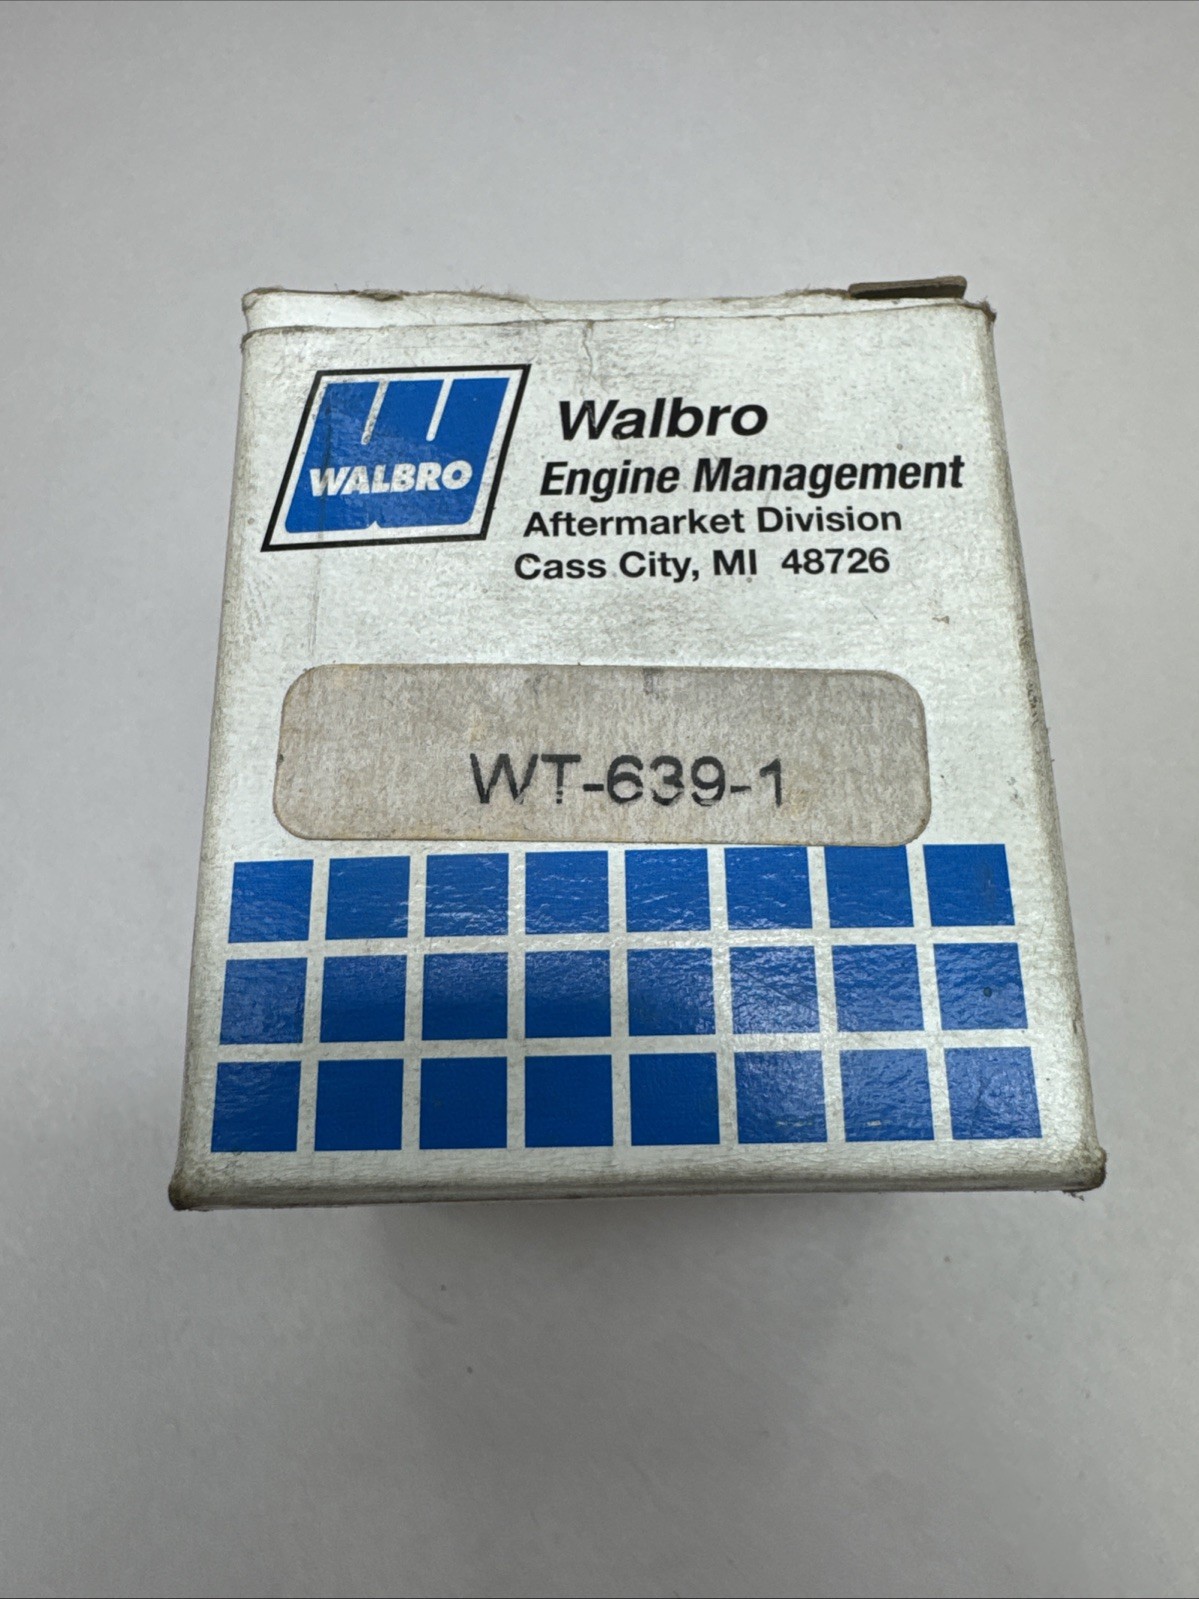 WALBRO
Walbro
Engine Management
Aftermarket Division
Cass City, MI 48726
WT-639-1